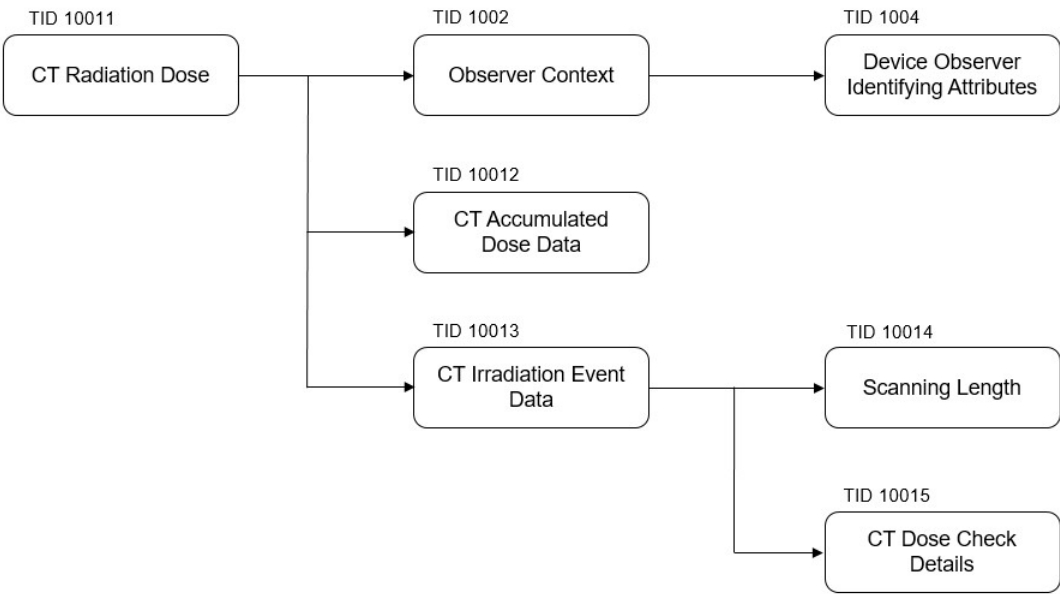 TID 10011
CT Radiation Dose
TID 1002
Observer Context
TID 1004
Device Observer
Identifying Attributes
TID 10012
CT Accumulated
Dose Data
TID 10013
CT Irradiation Event
Data
TID 10014
Scanning Length
TID 10015
CT Dose Check
Details